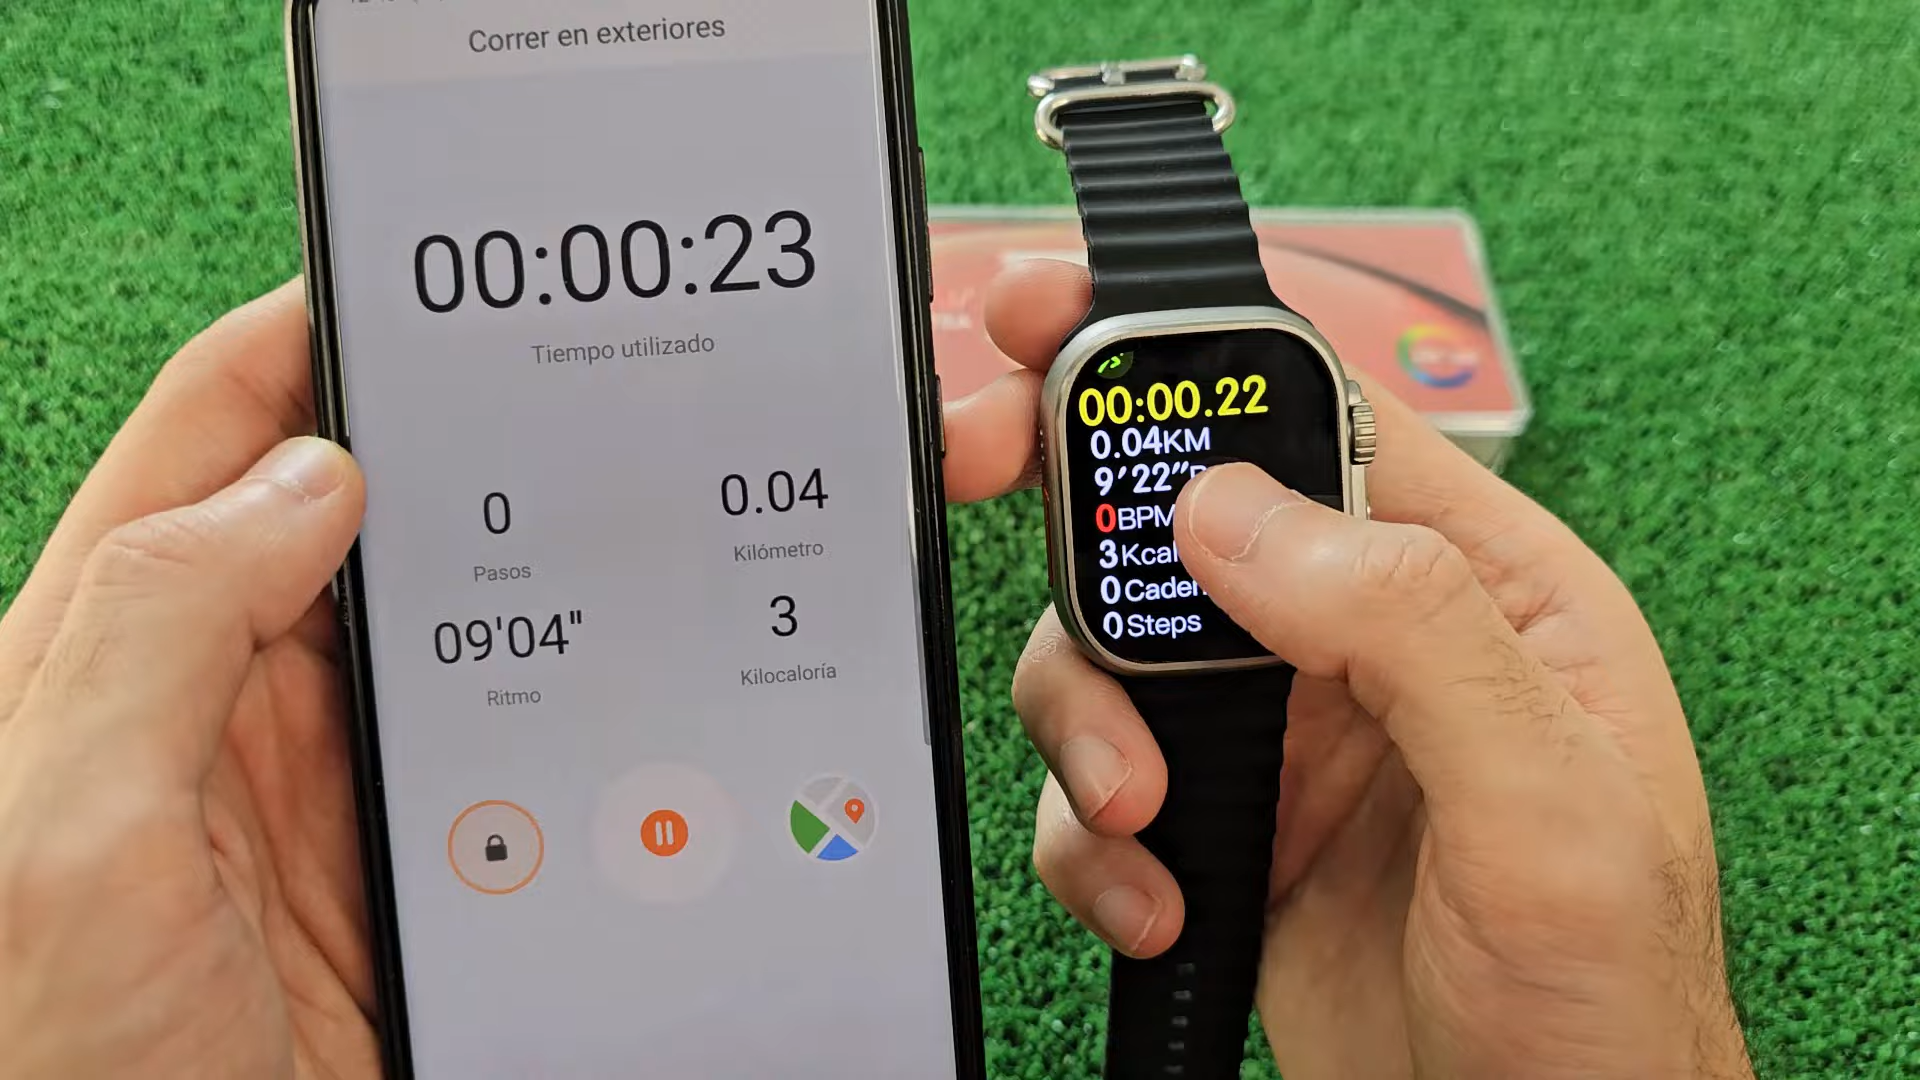 Correr en exteriores
00:00:23
Tiempo utilizado
0
Pasos
0.04
Kilómetro
09'04"
Ritmo
3
Kilocaloría
00:00.22
0.04KM
9'22"
0BPM
3Kcal
0
0Steps